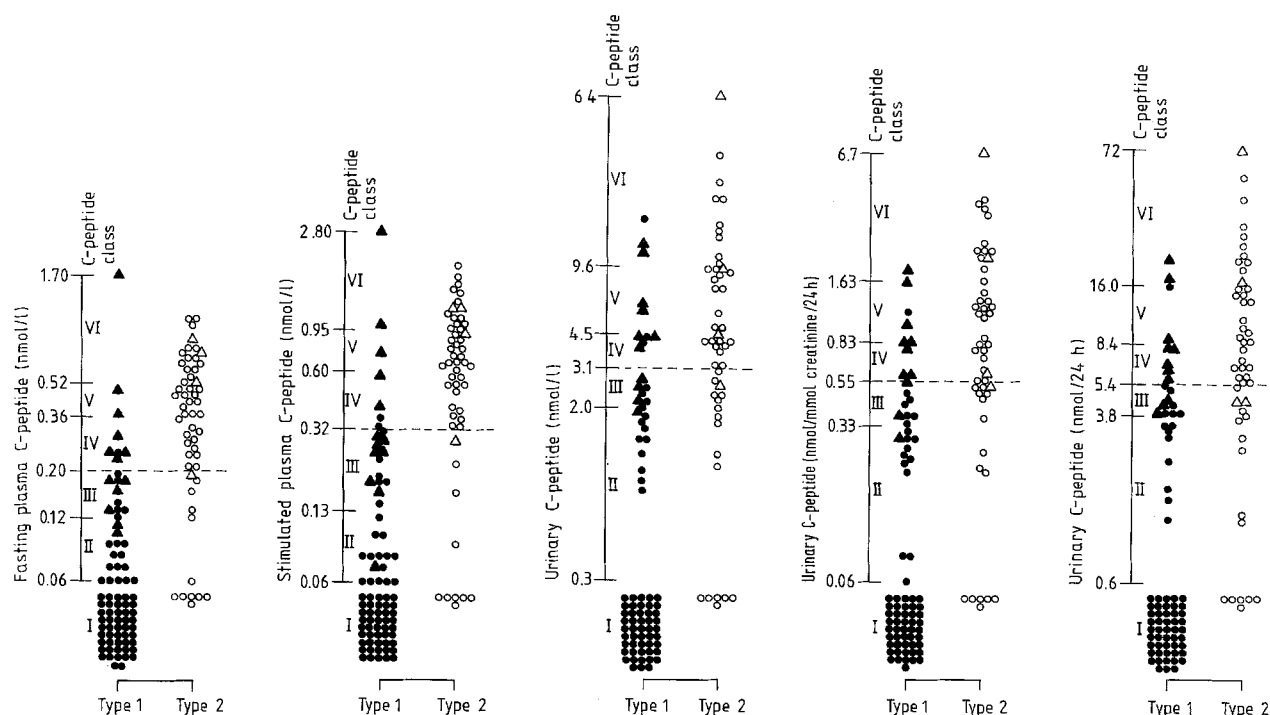 Fasting plasma C-peptide (nmol/l)
C-peptide
class
1.70
VI
0.52
V
0.36
IV
0.20
III
0.12
II
0.06
I
Type 1 Type 2
Stimulated plasma C-peptide (nmol/l)
C-peptide
class
2.80
VI
0.95
V
0.60
IV
0.32
III
0.13
II
0.06
I
Type 1 Type 2
Urinary C-peptide (nmol/l)
C-peptide
class
64
VI
9.6
V
4.5
IV
3.1
III
2.0
II
0.3
I
Type 1 Type 2
Urinary C-peptide (nmol/mmol creatinine/24h)
C-peptide
class
6.7
VI
1.63
V
0.83
IV
0.55
III
0.33
II
0.05
I
Type 1 Type 2
Urinary C-peptide (nmol/24 h)
C-peptide
class
72
VI
16.0
V
8.4
IV
5.4
III
3.8
II
0.6
I
Type 1 Type 2